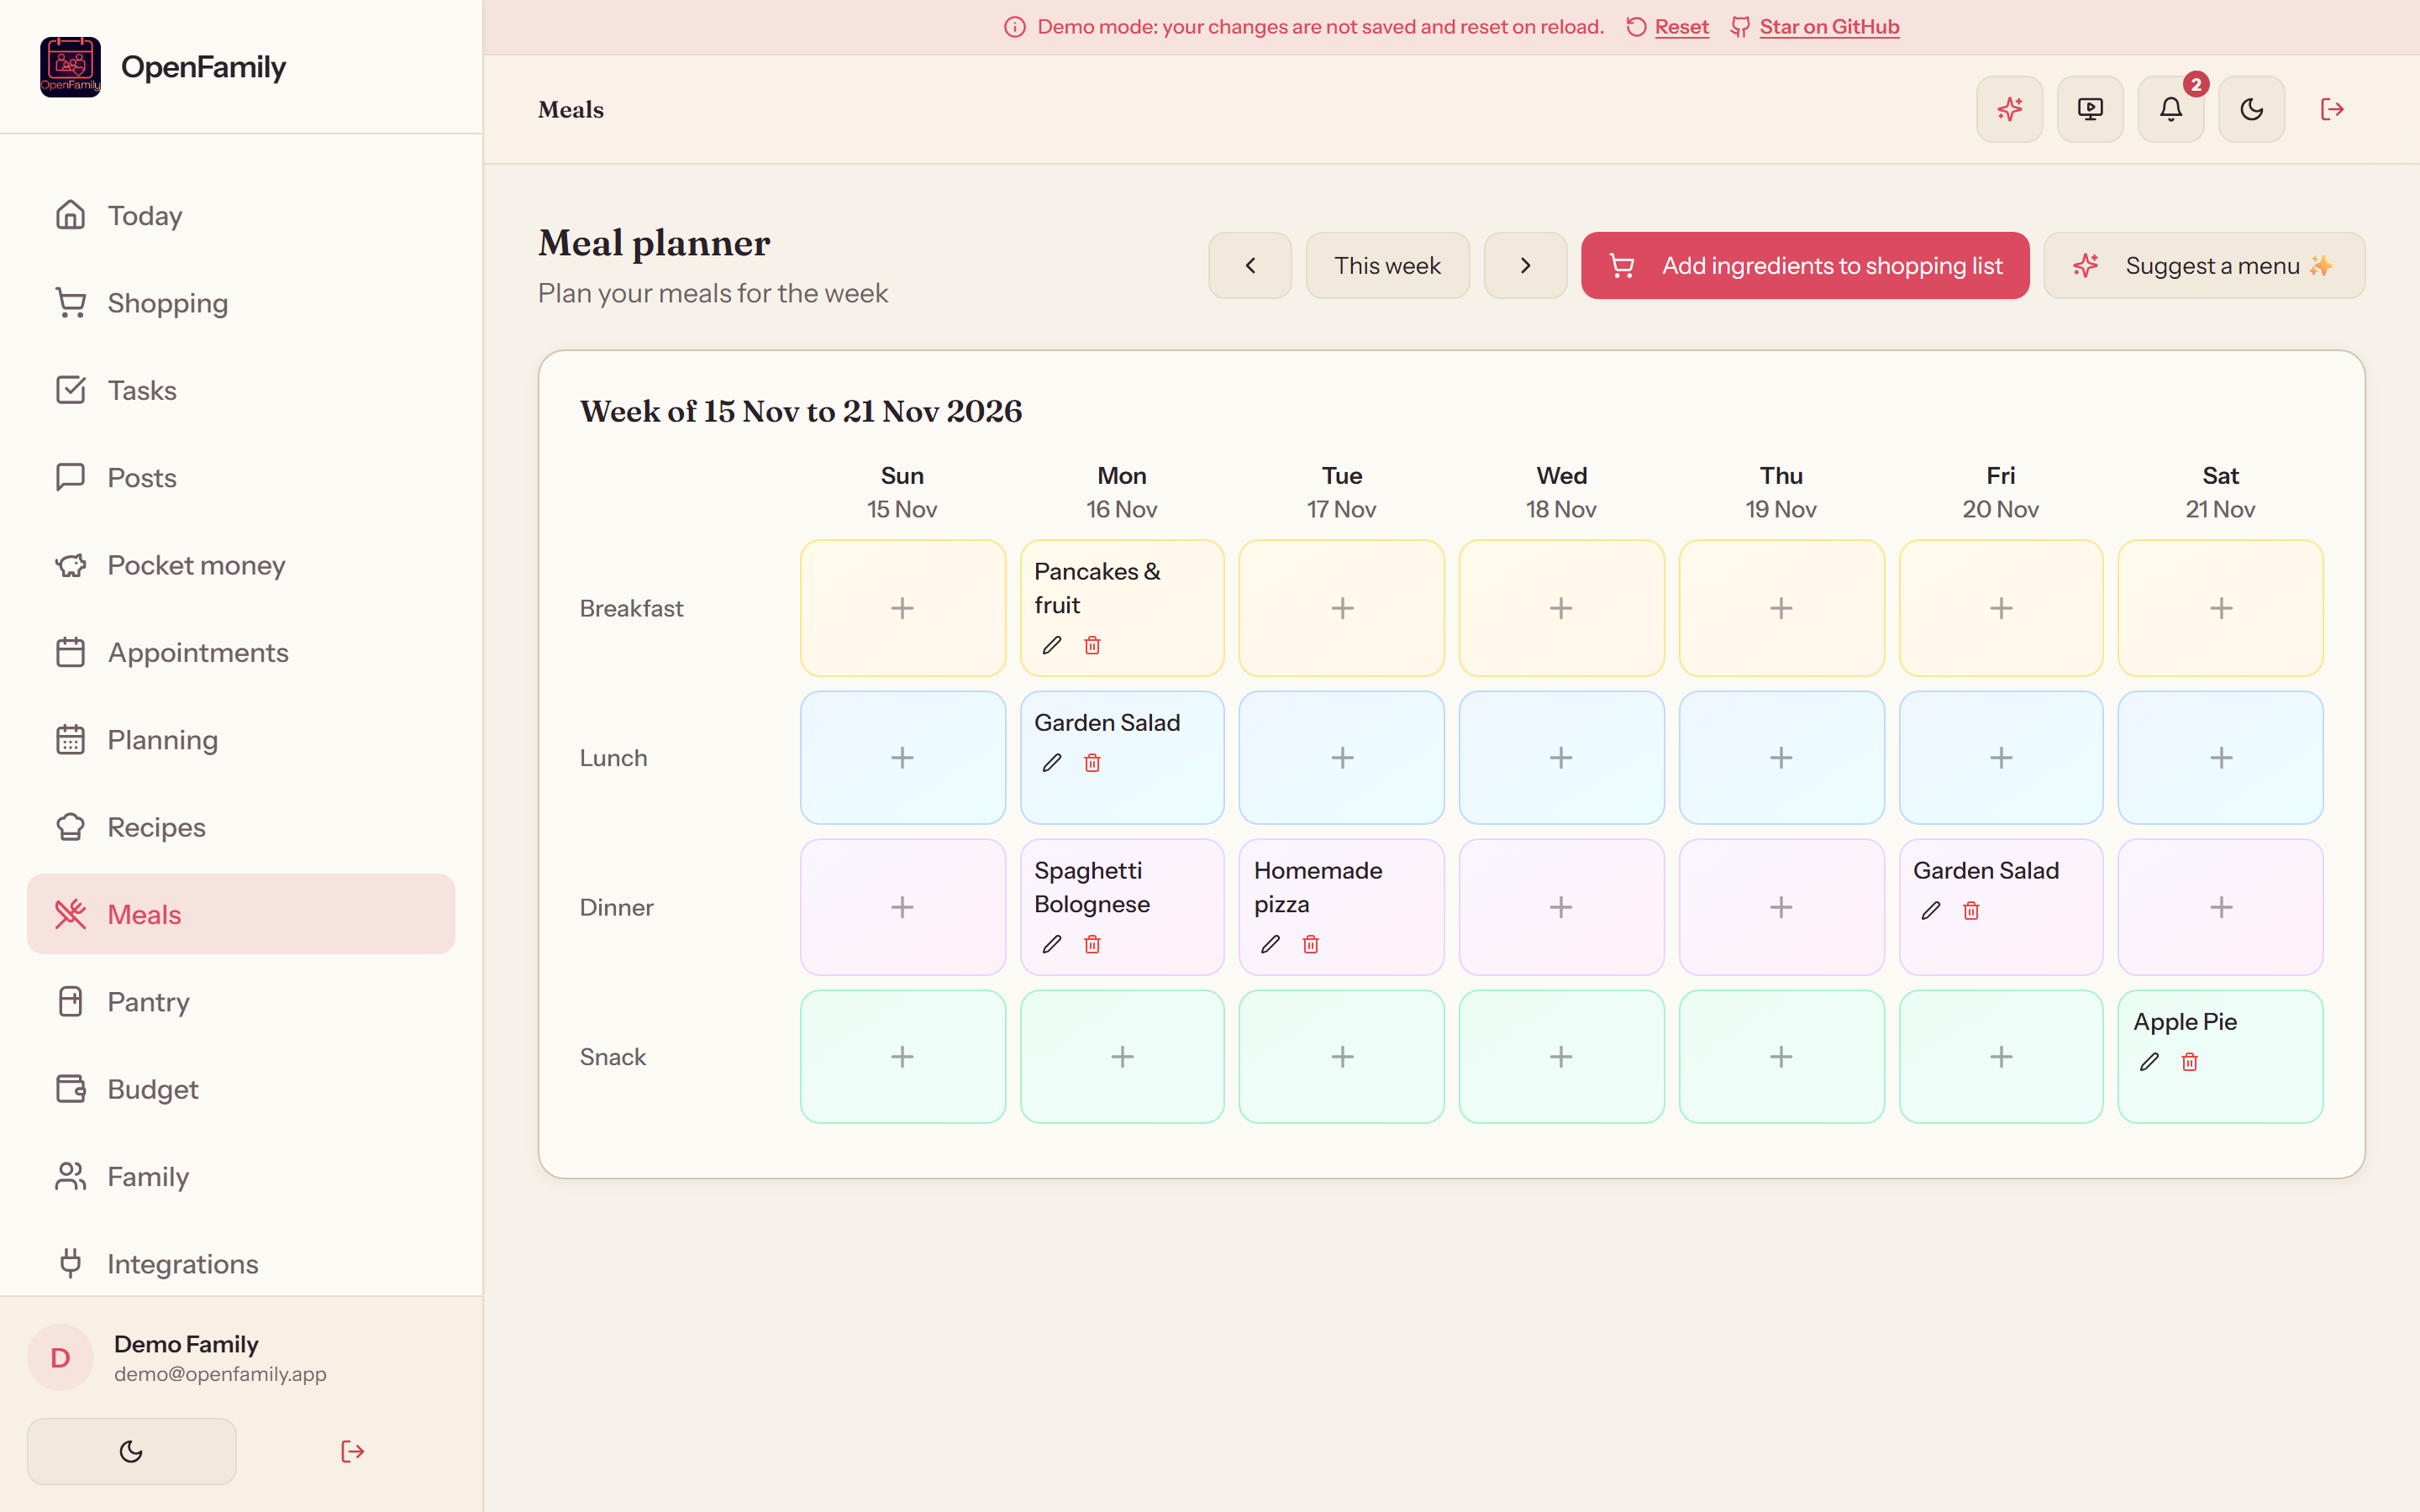 Demo mode: your changes are not saved and reset on reload. Reset Star on GitHub
OpenFamily
OpenFamily
Meals
2
Today
Shopping
Tasks
Posts
Pocket money
Appointments
Planning
Recipes
Meals
Pantry
Budget
Family
Integrations
D
Demo Family
demo@openfamily.app
Meal planner
Plan your meals for the week
This week
Add ingredients to shopping list
Suggest a menu ✨
Week of 15 Nov to 21 Nov 2026
Sun Mon Tue Wed Thu Fri Sat
15 Nov 16 Nov 17 Nov 18 Nov 19 Nov 20 Nov 21 Nov
Breakfast
Pancakes &
fruit
Lunch
Garden Salad
Dinner
Spaghetti
Bolognese
Homemade
pizza
Garden Salad
Snack
Apple Pie